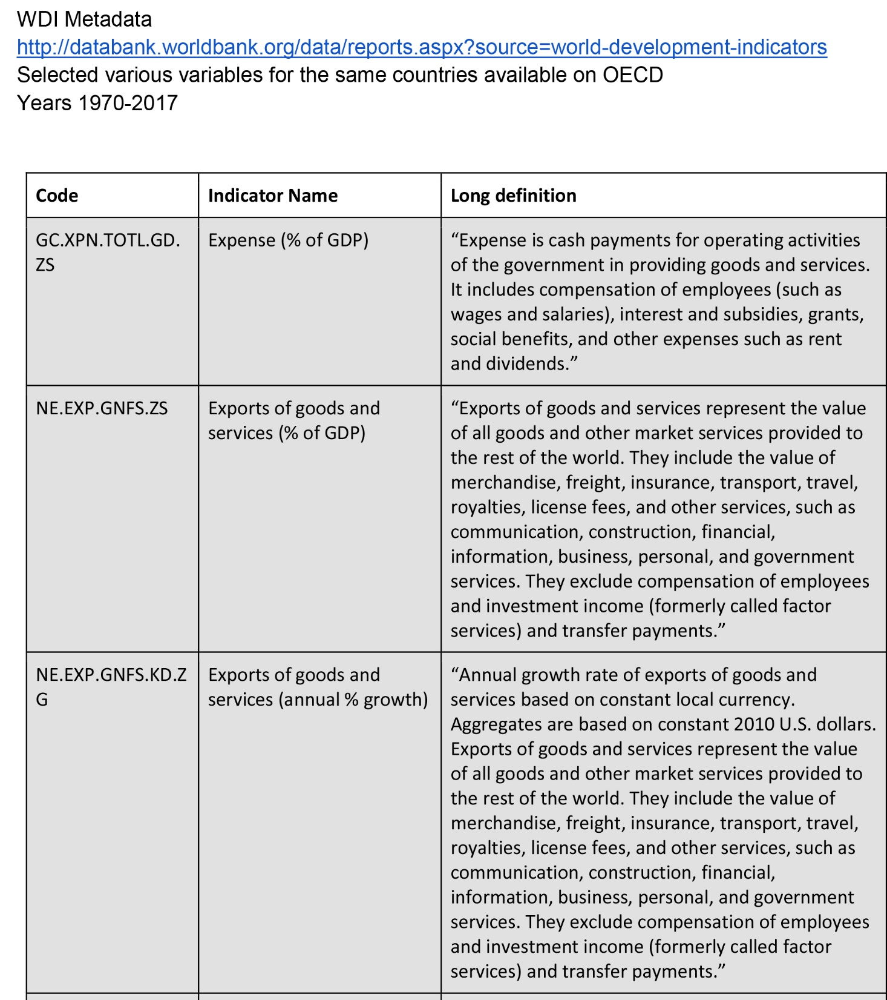 WDI Metadata
http://databank.worldbank.org/data/reports.aspx?source=world-development-indicators
Selected various variables for the same countries available on OECD
Years 1970-2017
Code
Indicator Name
Long definition
GC.XPN.TOTL.GD.
ZS
Expense (% of GDP)
“Expense is cash payments for operating activities
of the government in providing goods and services.
It includes compensation of employees (such as
wages and salaries), interest and subsidies, grants,
social benefits, and other expenses such as rent
and dividends.”
NE.EXP.GNFS.ZS
Exports of goods and
services (% of GDP)
“Exports of goods and services represent the value
of all goods and other market services provided to
the rest of the world. They include the value of
merchandise, freight, insurance, transport, travel,
royalties, license fees, and other services, such as
communication, construction, financial,
information, business, personal, and government
services. They exclude compensation of employees
and investment income (formerly called factor
services) and transfer payments.”
NE.EXP.GNFS.KD.Z
G
Exports of goods and
services (annual % growth)
“Annual growth rate of exports of goods and
services based on constant local currency.
Aggregates are based on constant 2010 U.S. dollars.
Exports of goods and services represent the value
of all goods and other market services provided to
the rest of the world. They include the value of
merchandise, freight, insurance, transport, travel,
royalties, license fees, and other services, such as
communication, construction, financial,
information, business, personal, and government
services. They exclude compensation of employees
and investment income (formerly called factor
services) and transfer payments.”